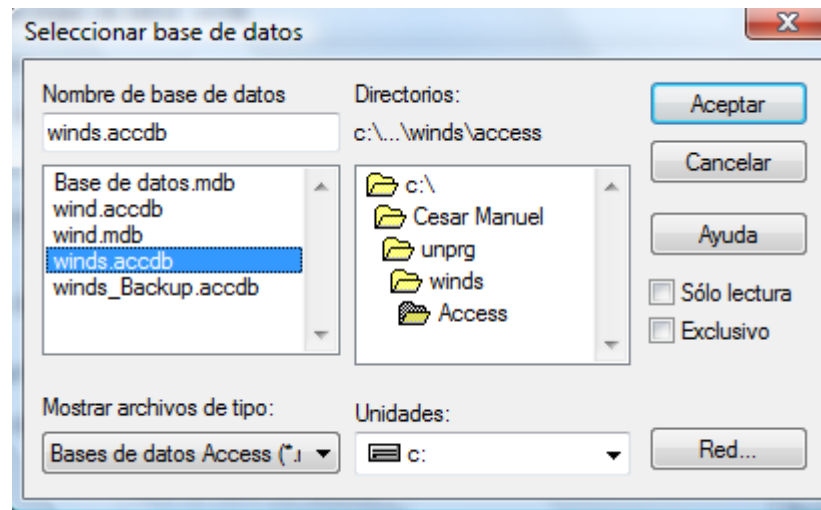 Seleccionar base de datos
Nombre de base de datos
winds.accdb
Base de datos.mdb
wind.accdb
wind.mdb
winds.accdb
winds_Backup.accdb
Mostrar archivos de tipo:
Bases de datos Access (*.
Directorios:
c:\...\winds\access
c:\
Cesar Manuel
unprg
winds
Access
Unidades:
c:
Aceptar
Cancelar
Ayuda
Sólo lectura
Exclusivo
Red...